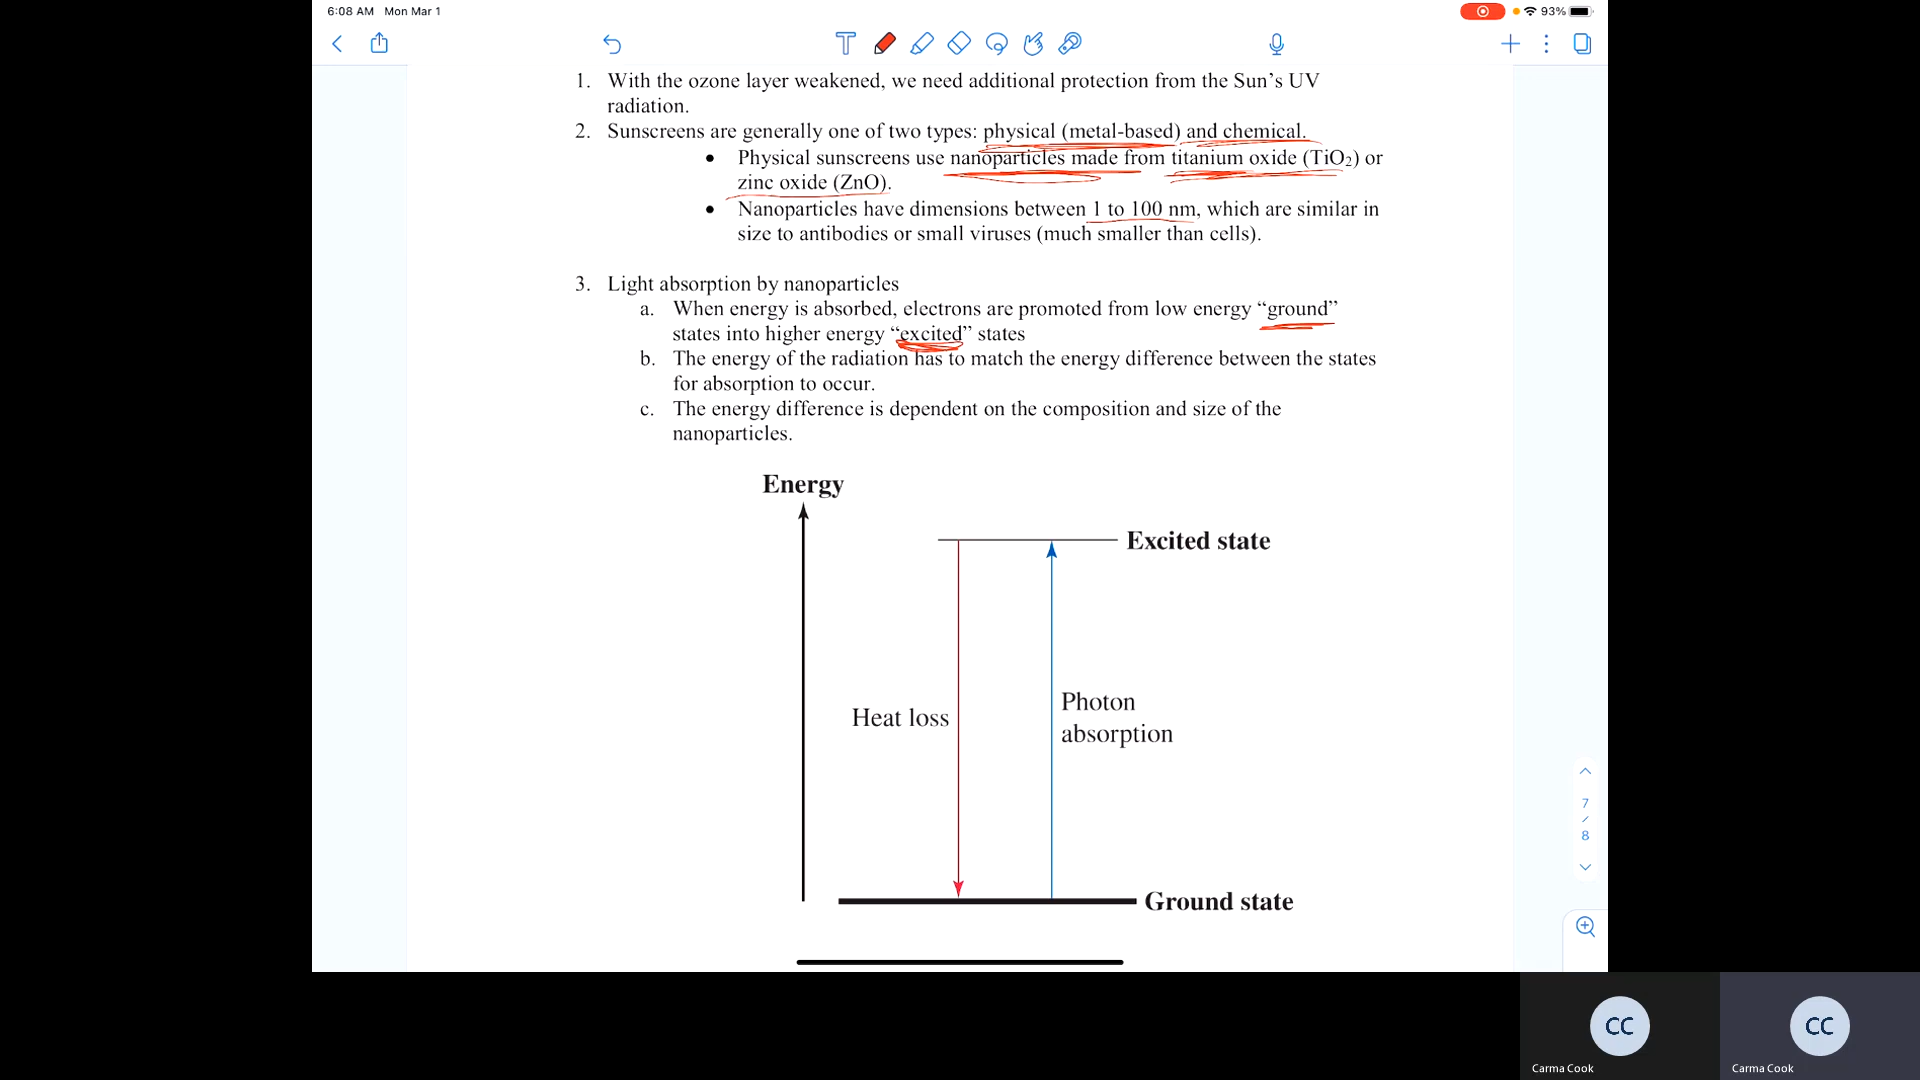 6:08 AM Mon Mar 1
93%
1. With the ozone layer weakened, we need additional protection from the Sun’s UV
radiation.
2. Sunscreens are generally one of two types: physical (metal-based) and chemical.
• Physical sunscreens use nanoparticles made from titanium oxide (TiO₂) or
zinc oxide (ZnO).
• Nanoparticles have dimensions between 1 to 100 nm, which are similar in
size to antibodies or small viruses (much smaller than cells).
3. Light absorption by nanoparticles
a. When energy is absorbed, electrons are promoted from low energy “ground”
states into higher energy “excited” states
b. The energy of the radiation has to match the energy difference between the states
for absorption to occur.
c. The energy difference is dependent on the composition and size of the
nanoparticles.
Energy
Excited state
Heat loss
Photon
absorption
Ground state
7
/
8
CC
Carma Cook
CC
Carma Cook